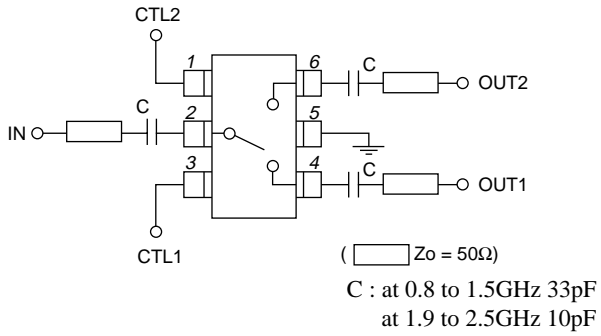 CTL2
1
6
C
OUT2
C
IN
2
5
3
4
C
OUT1
CTL1
( Zo = 50Ω)
C : at 0.8 to 1.5GHz 33pF
at 1.9 to 2.5GHz 10pF